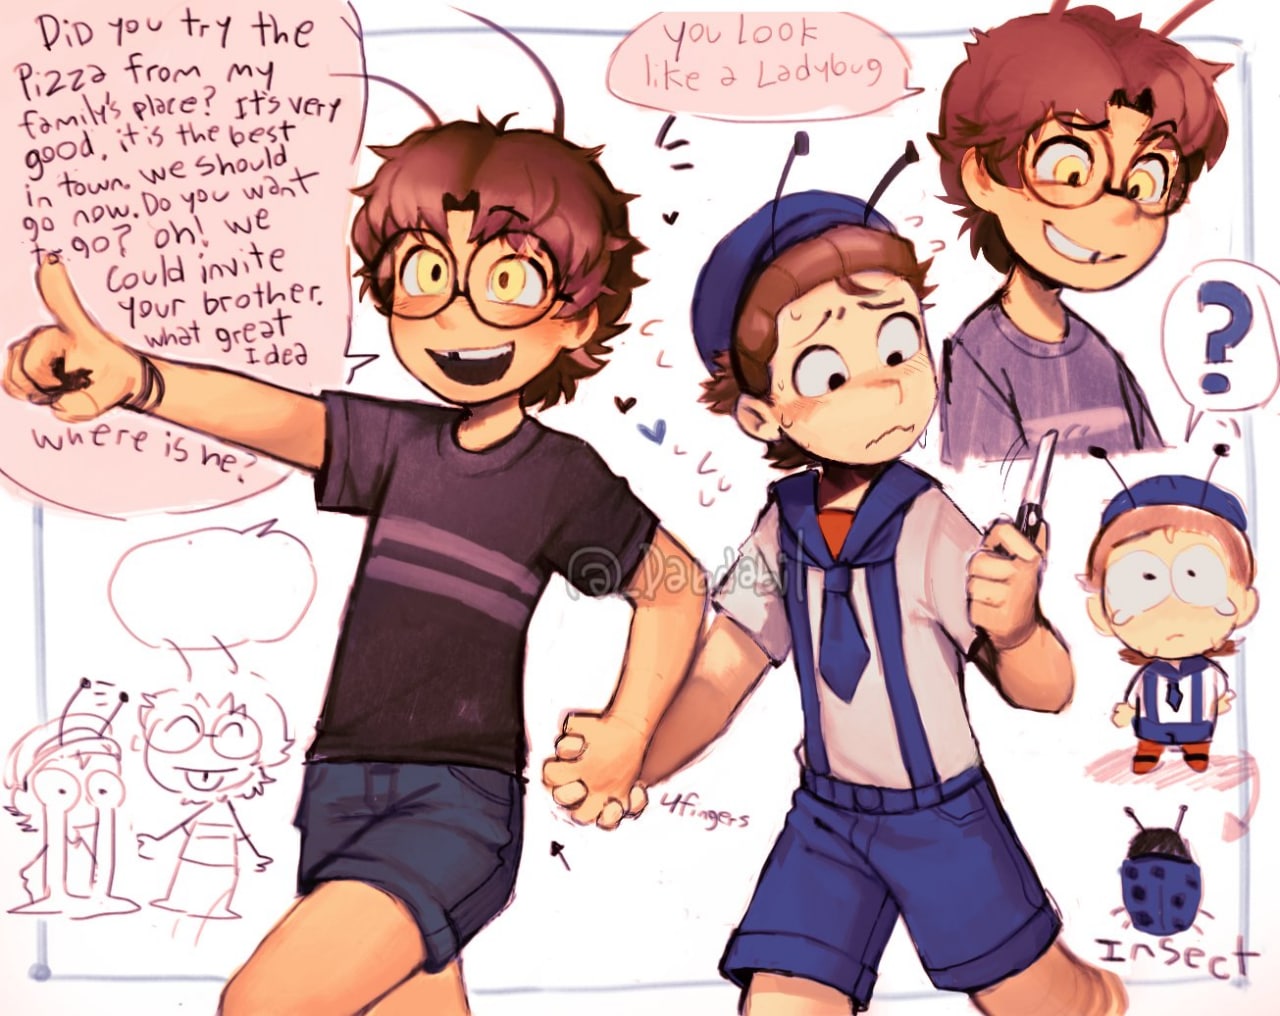 DiD you try the
Pizza from my
family's place? It's very
good, it is the best
in town. we should
go now. Do you want
to go? oh! we
Could invite
your brother.
what great
Idea
where is he?
you look
like a Ladybug
?
@_Dabdabil
4fingers
Insect